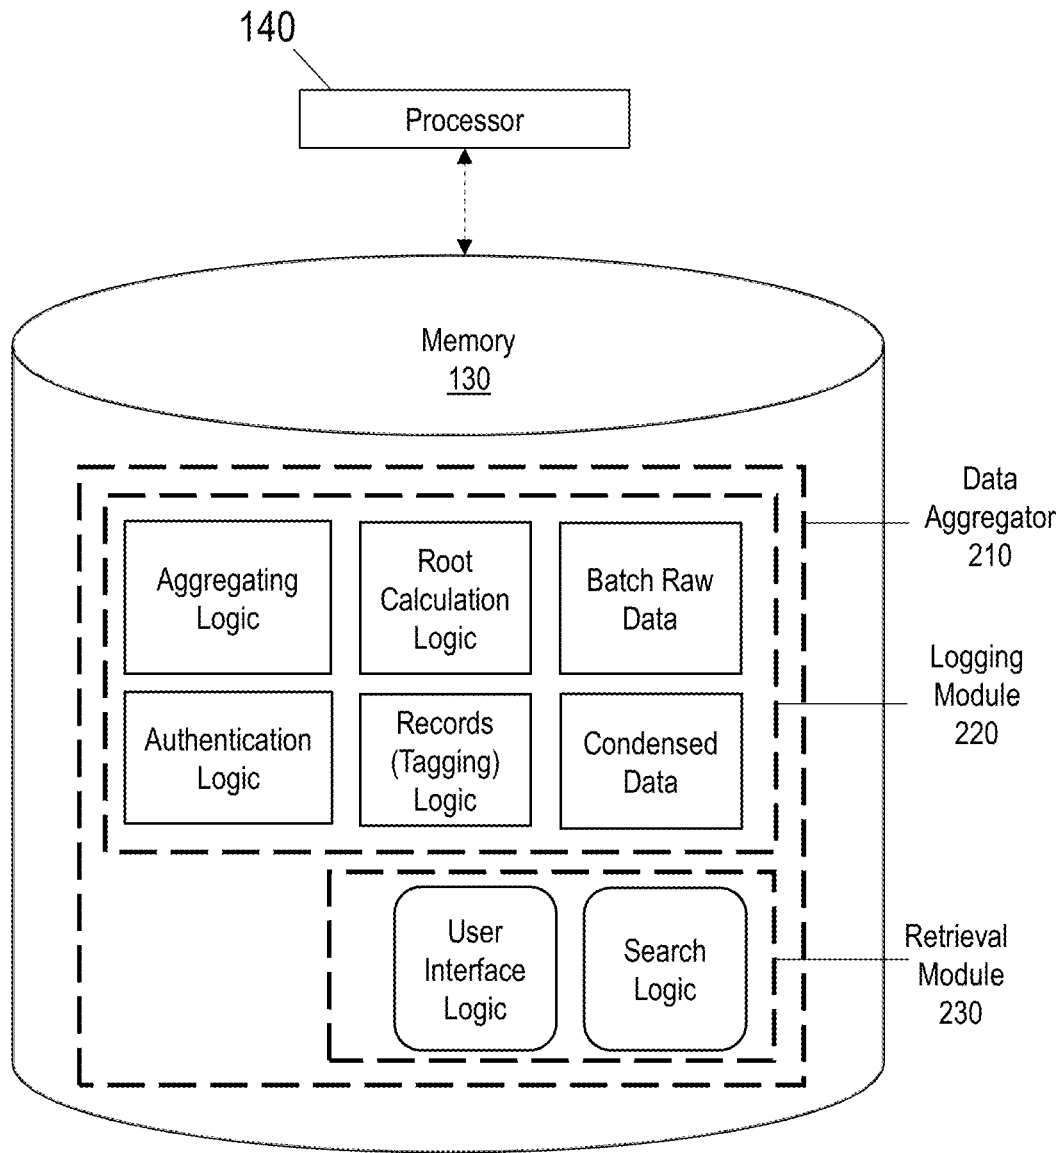 140
Processor
Memory
130
Data
Aggregator
210
Aggregating
Logic
Root
Calculation
Logic
Batch Raw
Data
Logging
Module
220
Authentication
Logic
Records
(Tagging)
Logic
Condensed
Data
User
Interface
Logic
Search
Logic
Retrieval
Module
230